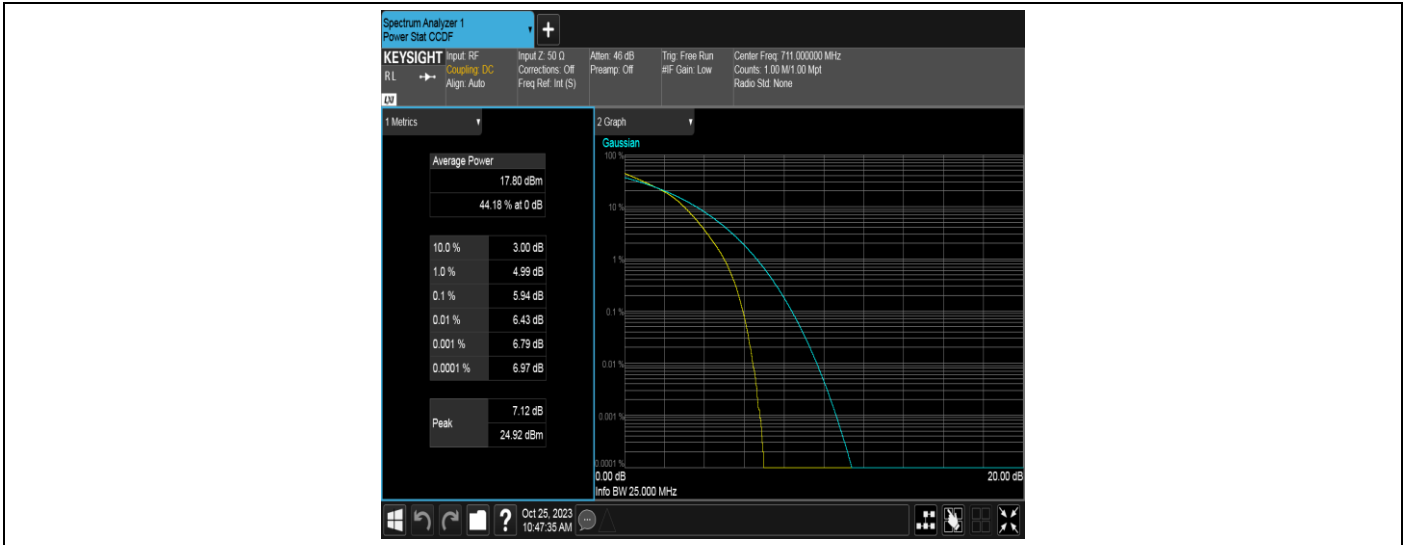 Spectrum Analyzer 1
Power Stat CCDF
+
KEYSIGHT
RL
LXI
Input: RF
Coupling: DC
Align: Auto
Input Z: 50 Ω
Corrections: Off
Freq Ref: Int (S)
Atten: 46 dB
Preamp: Off
Trig: Free Run
#IF Gain: Low
Center Freq: 711.000000 MHz
Counts: 1.00 M/1.00 Mpt
Radio Std: None
1 Metrics
Average Power
17.80 dBm
44.18 % at 0 dB
10.0 % 3.00 dB
1.0 % 4.99 dB
0.1 % 5.94 dB
0.01 % 6.43 dB
0.001 % 6.79 dB
0.0001 % 6.97 dB
Peak
7.12 dB
24.92 dBm
2 Graph
Gaussian
100 %
10 %
1 %
0.1 %
0.01 %
0.001 %
0.0001 %
0.00 dB
20.00 dB
Info BW 25.000 MHz
?
Oct 25, 2023
10:47:35 AM